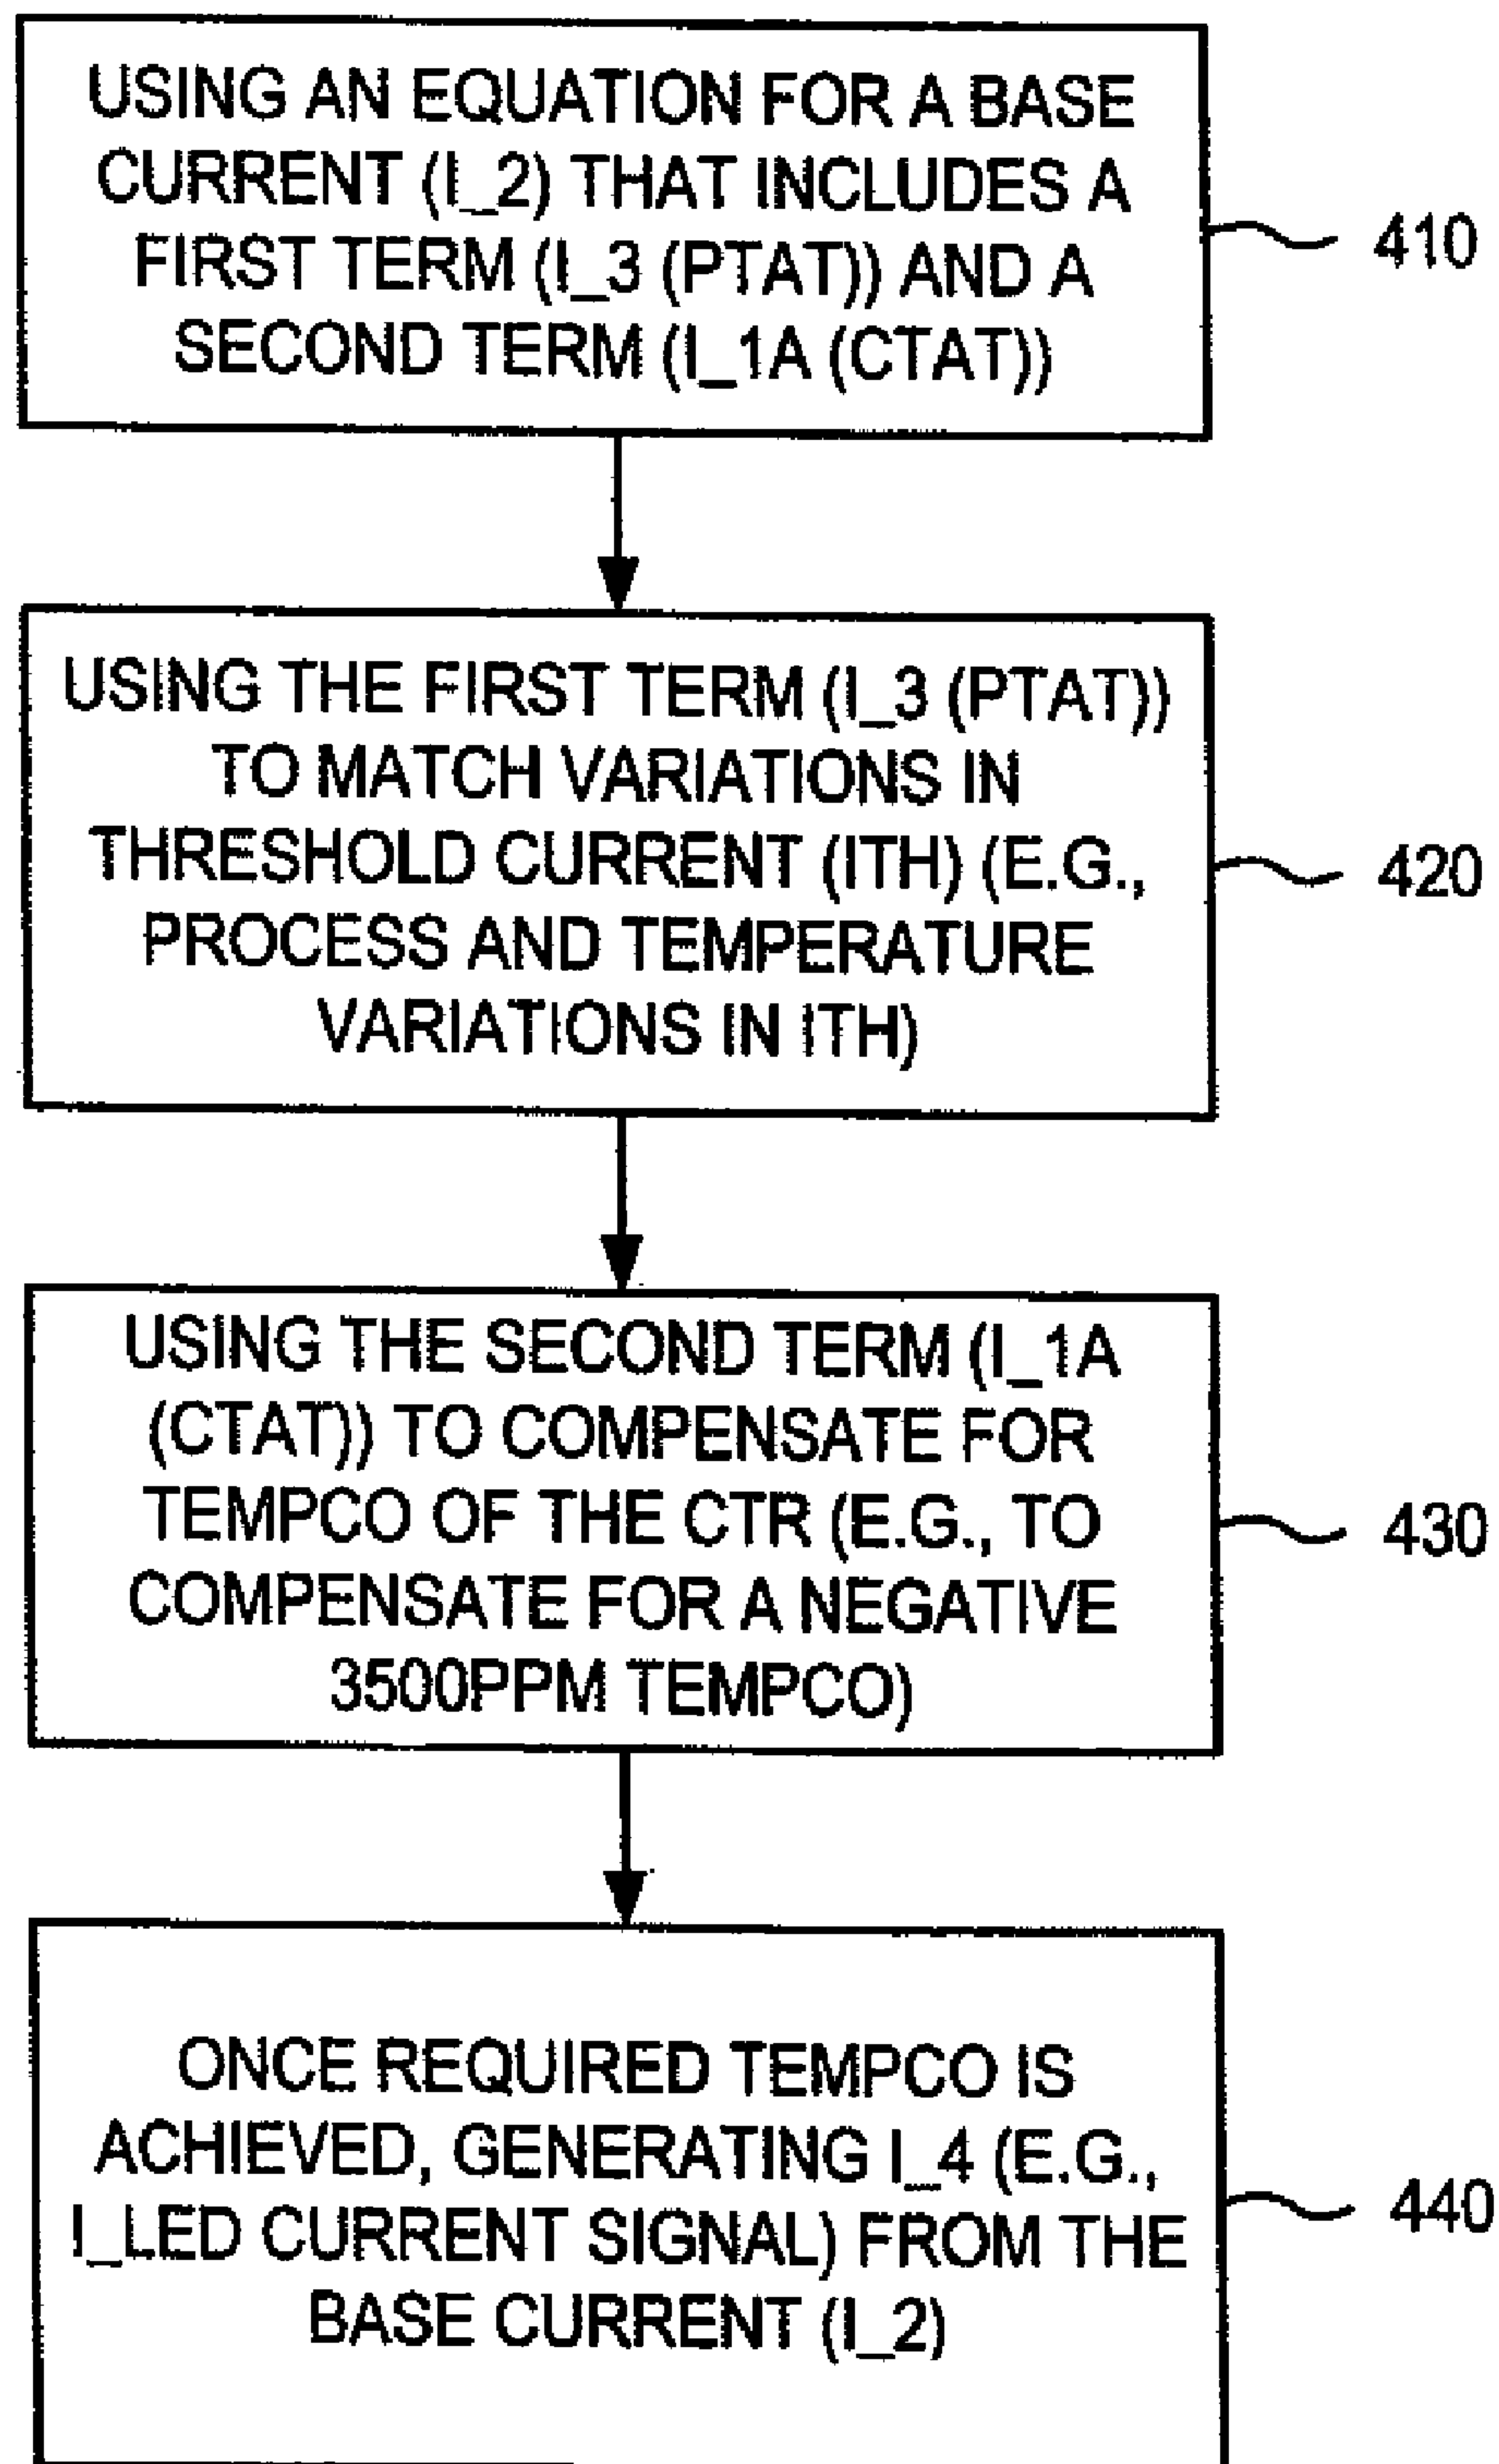 USING AN EQUATION FOR A BASE
CURRENT (I_2) THAT INCLUDES A
FIRST TERM (I_3 (PTAT)) AND A
SECOND TERM (I_1A (CTAT))
410
USING THE FIRST TERM (I_3 (PTAT))
TO MATCH VARIATIONS IN
THRESHOLD CURRENT (ITH) (E.G.,
PROCESS AND TEMPERATURE
VARIATIONS IN ITH)
420
USING THE SECOND TERM (I_1A
(CTAT)) TO COMPENSATE FOR
TEMPCO OF THE CTR (E.G., TO
COMPENSATE FOR A NEGATIVE
3500PPM TEMPCO)
430
ONCE REQUIRED TEMPCO IS
ACHIEVED, GENERATING I_4 (E.G.,
I_LED CURRENT SIGNAL) FROM THE
BASE CURRENT (I_2)
440